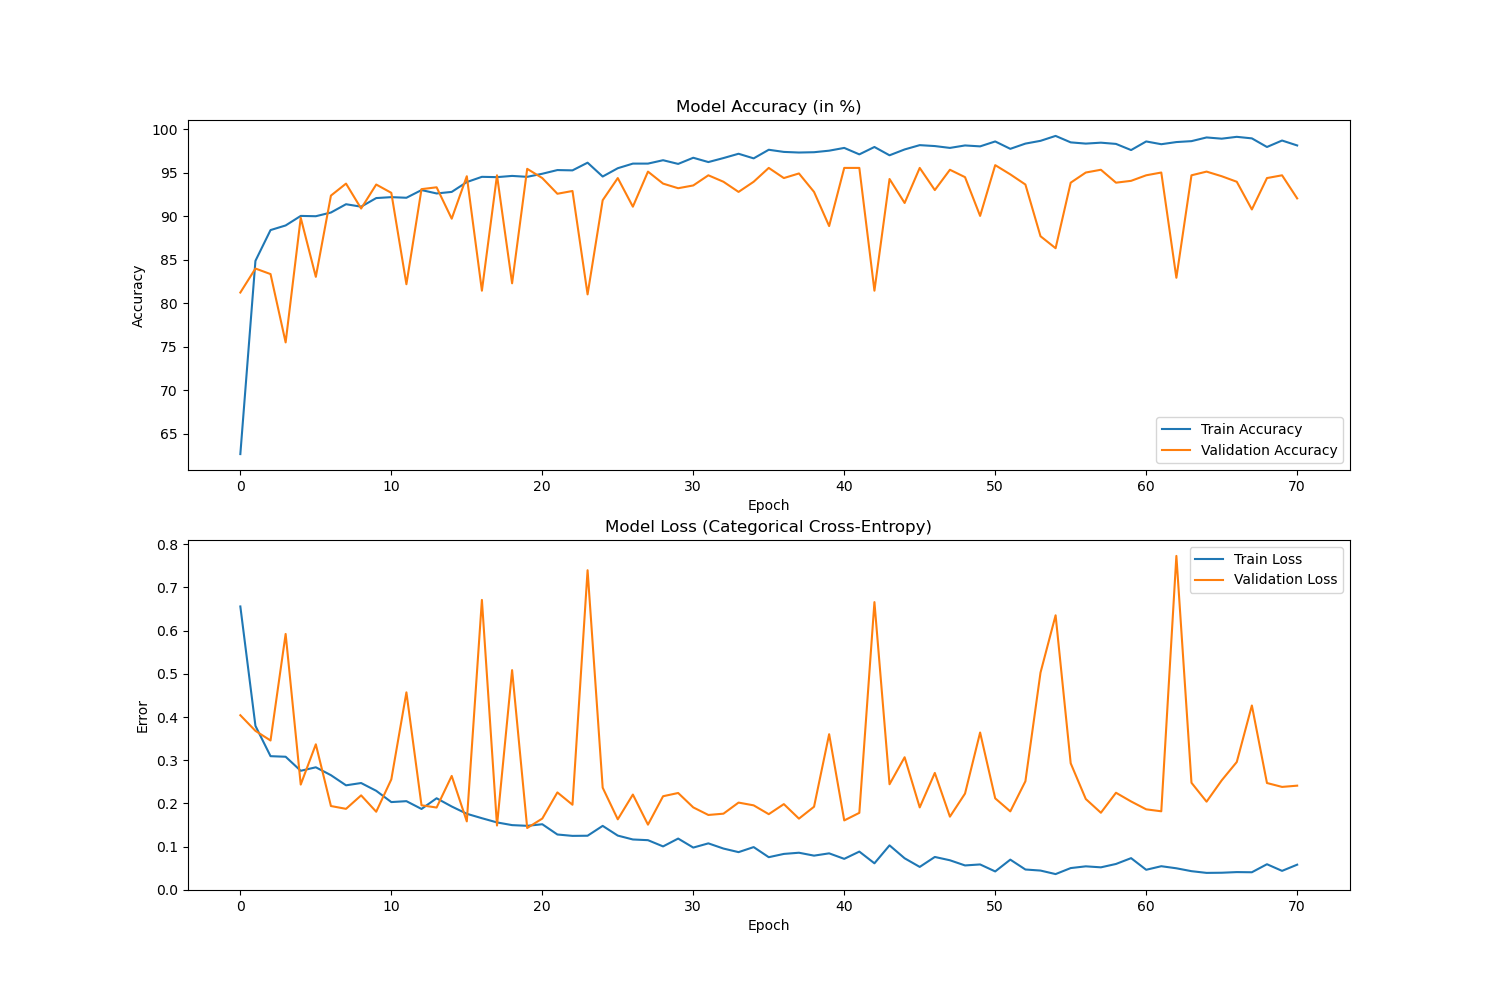 Model Accuracy (in %)
100
95
90
85
80
75
70
65
Accuracy
Train Accuracy
Validation Accuracy
0 10 20 30 40 50 60 70
Epoch
Model Loss (Categorical Cross-Entropy)
0.8
0.7
0.6
0.5
0.4
0.3
0.2
0.1
0.0
Error
Train Loss
Validation Loss
0 10 20 30 40 50 60 70
Epoch